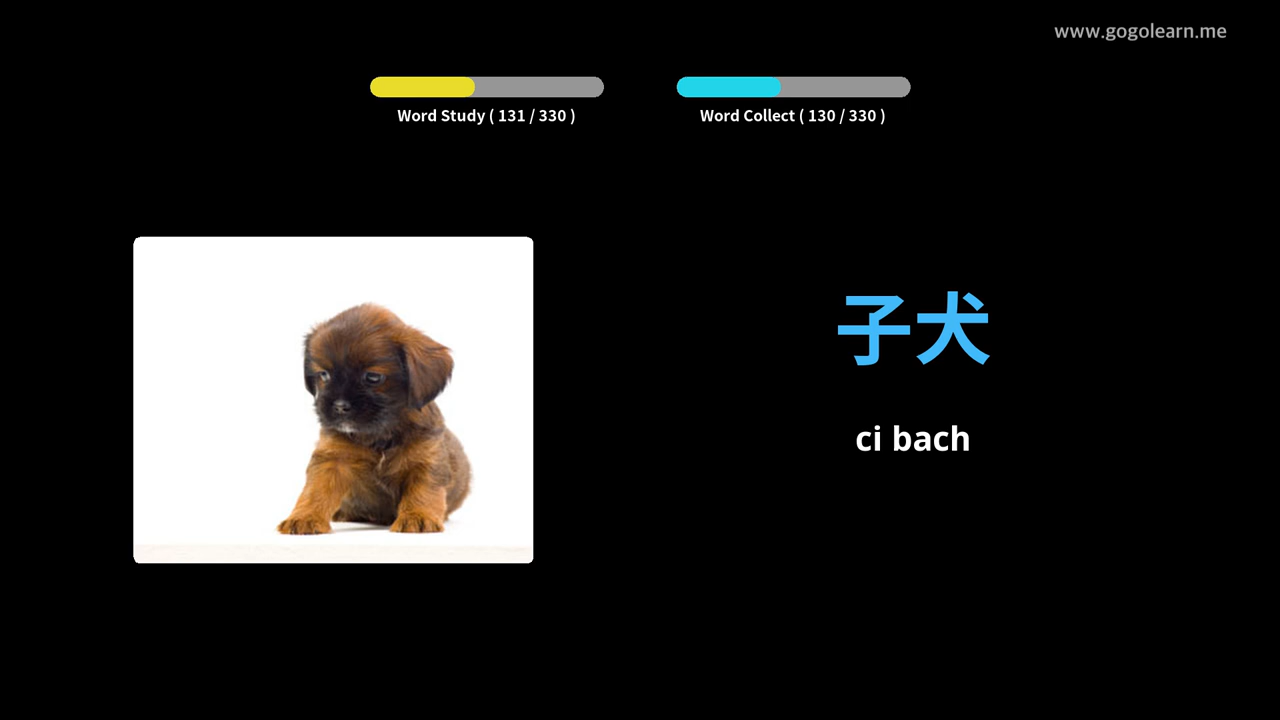 www.gogolearn.me
Word Study ( 131 / 330 )
Word Collect ( 130 / 330 )
子犬
ci bach